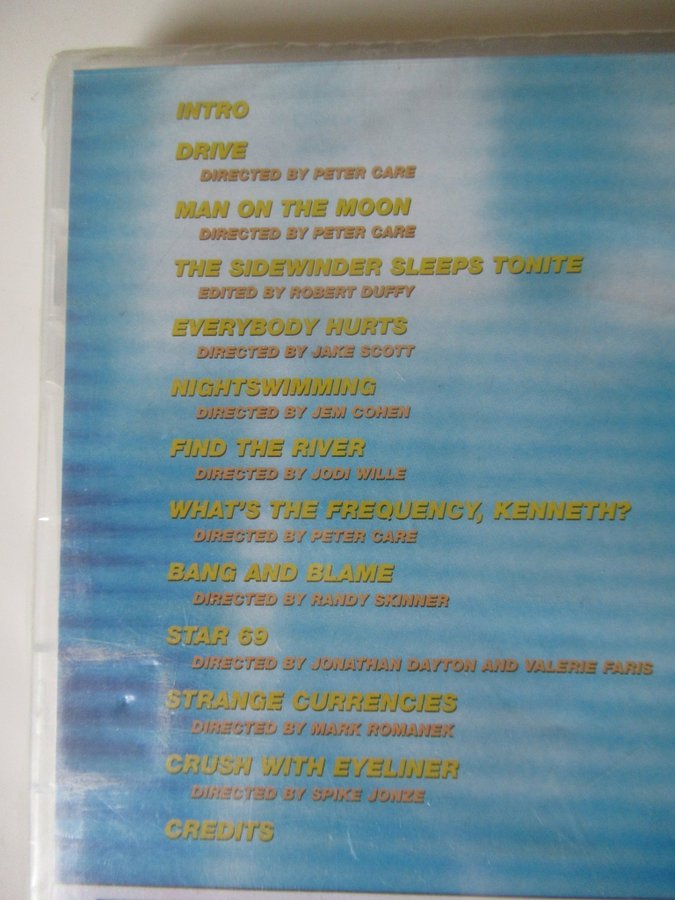 INTRO
DRIVE
DIRECTED BY PETER CARE
MAN ON THE MOON
DIRECTED BY PETER CARE
THE SIDEWINDER SLEEPS TONITE
EDITED BY ROBERT DUFFY
EVERYBODY HURTS
DIRECTED BY JAKE SCOTT
NIGHTSWIMMING
DIRECTED BY JEM COHEN
FIND THE RIVER
DIRECTED BY JODI WILLE
WHAT'S THE FREQUENCY, KENNETH?
DIRECTED BY PETER CARE
BANG AND BLAME
DIRECTED BY RANDY SKINNER
STAR 69
DIRECTED BY JONATHAN DAYTON AND VALERIE FARIS
STRANGE CURRENCIES
DIRECTED BY MARK ROMANEK
CRUSH WITH EYELINER
DIRECTED BY SPIKE JONZE
CREDITS